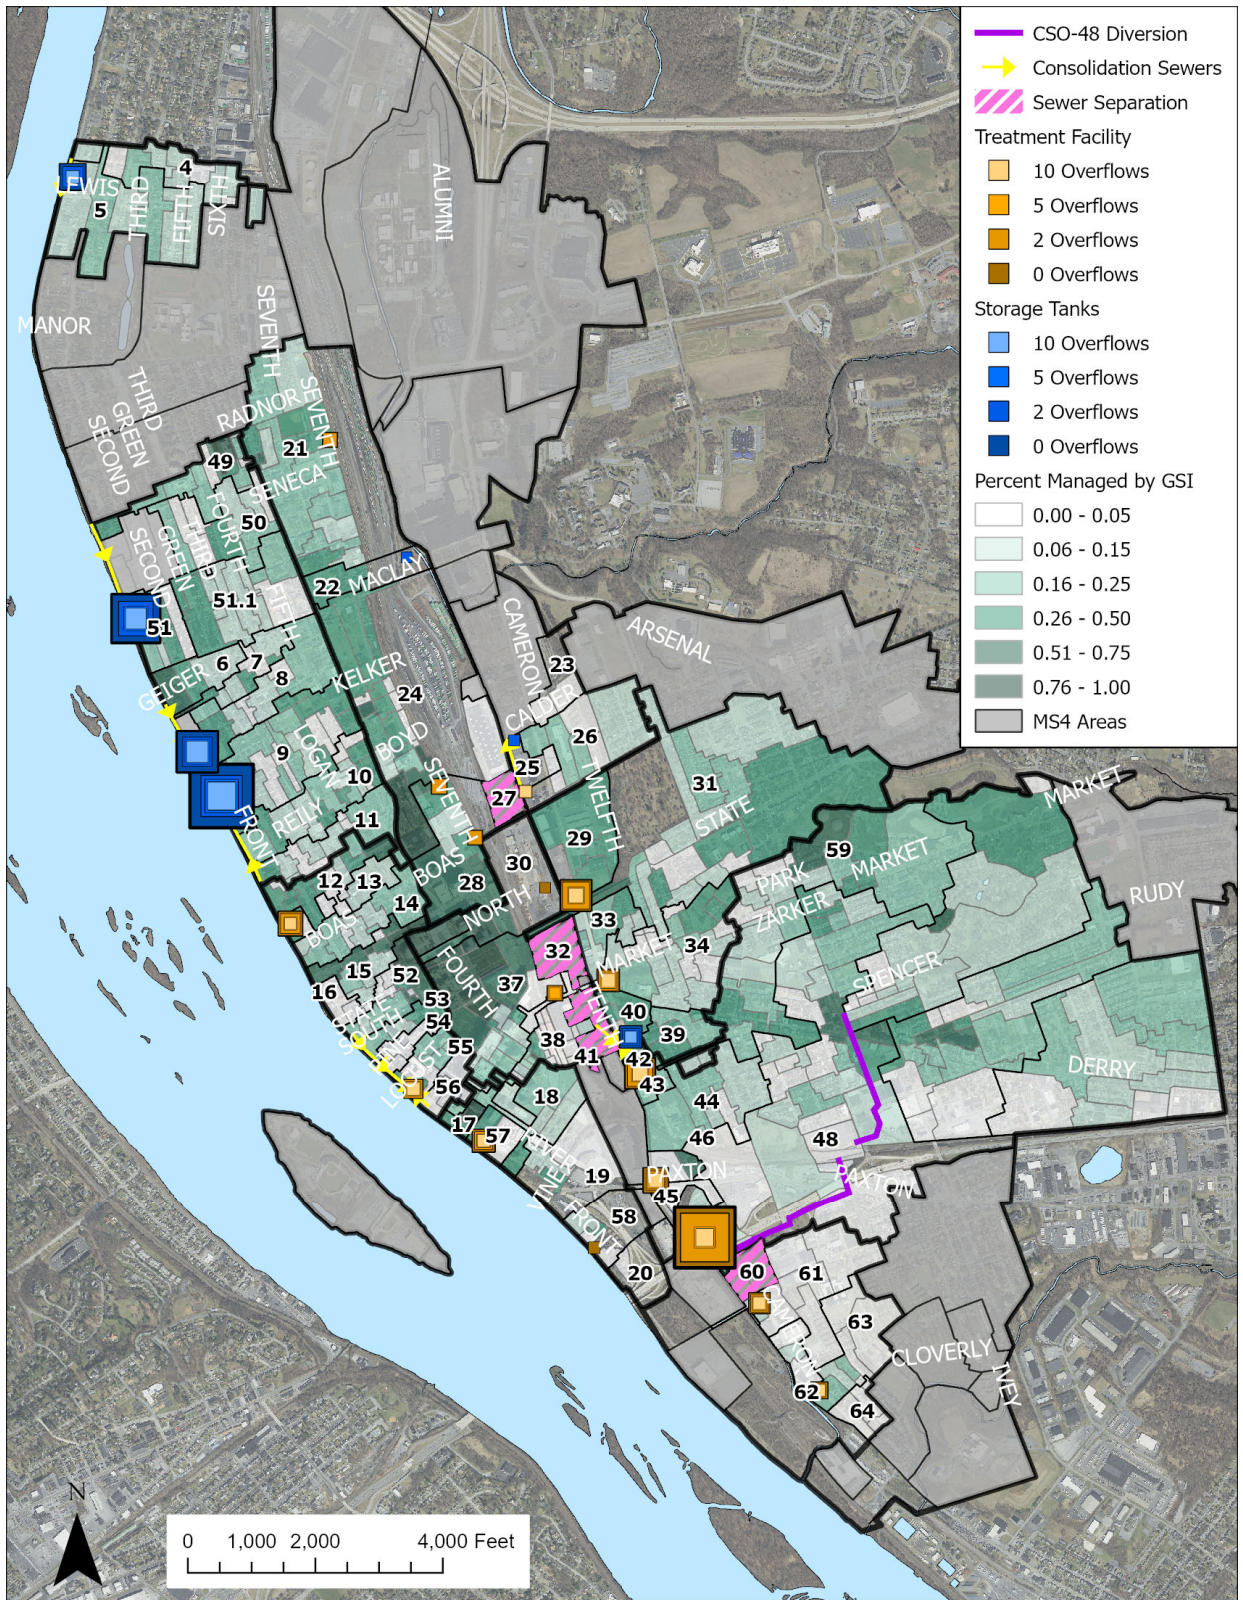 CSO-48 Diversion
Consolidation Sewers
Sewer Separation
Treatment Facility
10 Overflows
5 Overflows
2 Overflows
0 Overflows
Storage Tanks
10 Overflows
5 Overflows
2 Overflows
0 Overflows
Percent Managed by GSI
0.00 - 0.05
0.06 - 0.15
0.16 - 0.25
0.26 - 0.50
0.51 - 0.75
0.76 - 1.00
MS4 Areas
4
LEWIS
5
THIRD
FIFTH
SIXTH
ALUMNI
MANOR
SEVENTH
THIRD
GREEN
SECOND
RADNOR
SEVENTH
21
49
SENECA
FOURTH
50
SECOND
GREEN
THIRD
22
MACLAY
51.1
FIFTH
51
CAMERON
ARSENAL
23
6
7
8
GEIGER
KELKER
24
CALDER
26
25
9
LOGAN
BOYD
10
SEVENTH
27
TWELFTH
31
STATE
REILY
11
FRONT
29
30
59
MARKET
MARKET
PARK
ZARKER
RUDY
12
13
14
BOAS
BOAS
28
NORTH
33
34
MARKET
32
15
52
16
53
54
STATE
FOURTH
37
SPENCER
TENTH
40
39
38
41
42
43
55
56
44
DERRY
18
17
57
RIVER
46
48
VINE
19
PAXTON
45
PAXTON
58
FRONT
20
60
61
63
CAMERON
CLOVERLY
IVEY
62
64
N
0 1,000 2,000 4,000 Feet